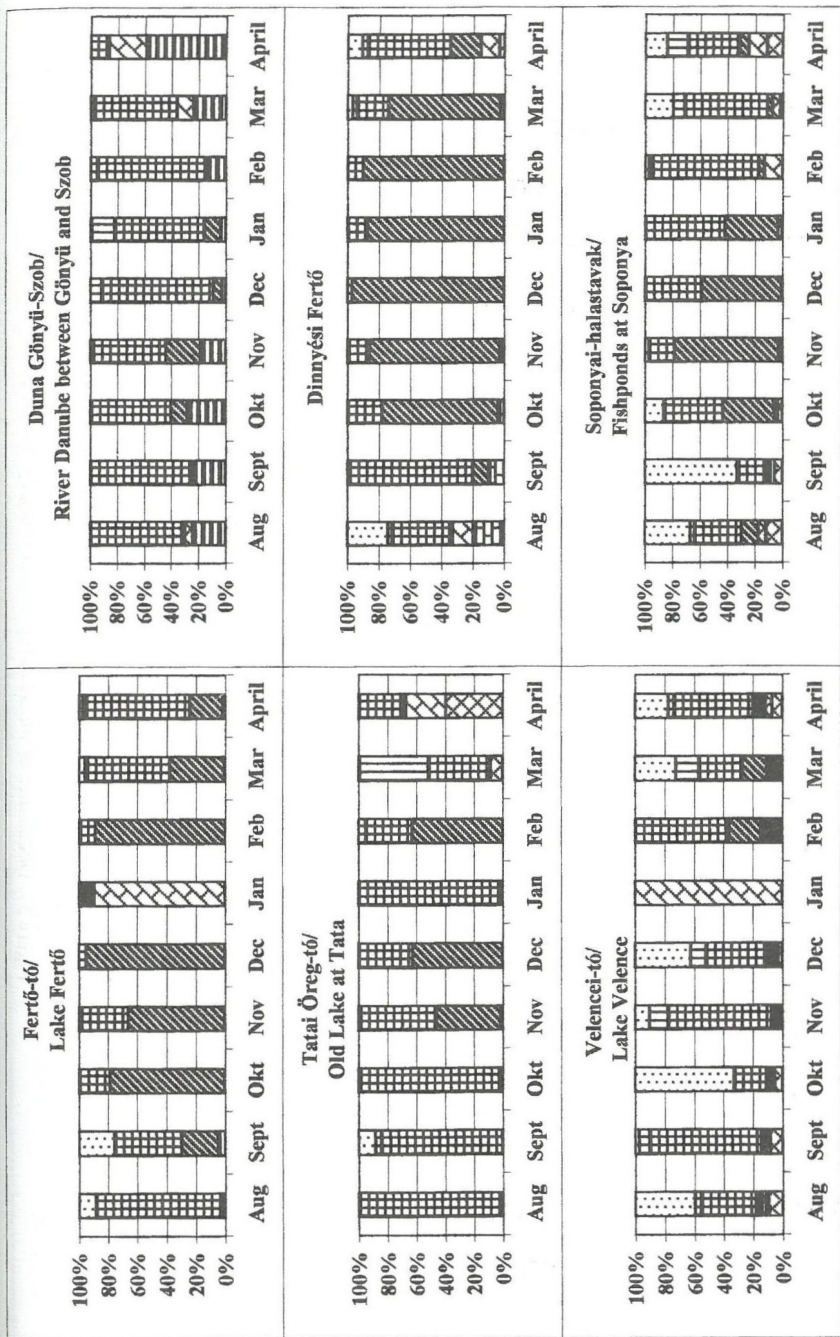 Fertő-tó/
Lake Fertő
100%
80%
60%
40%
20%
0%
Aug Sept Okt Nov Dec Jan Feb Mar April
Duna Gönyü-Szob/
River Danube between Gönyü and Szob
100%
80%
60%
40%
20%
0%
Aug Sept Okt Nov Dec Jan Feb Mar April
Tatai Öreg-tó/
Old Lake at Tata
100%
80%
60%
40%
20%
0%
Aug Sept Okt Nov Dec Jan Feb Mar April
Dinnyési Fertő
100%
80%
60%
40%
20%
0%
Aug Sept Okt Nov Dec Jan Feb Mar April
Velencei-tó/
Lake Velence
100%
80%
60%
40%
20%
0%
Aug Sept Okt Nov Dec Jan Feb Mar April
Soponyai-halastavak/
Fishponds at Soponya
100%
80%
60%
40%
20%
0%
Aug Sept Okt Nov Dec Jan Feb Mar April